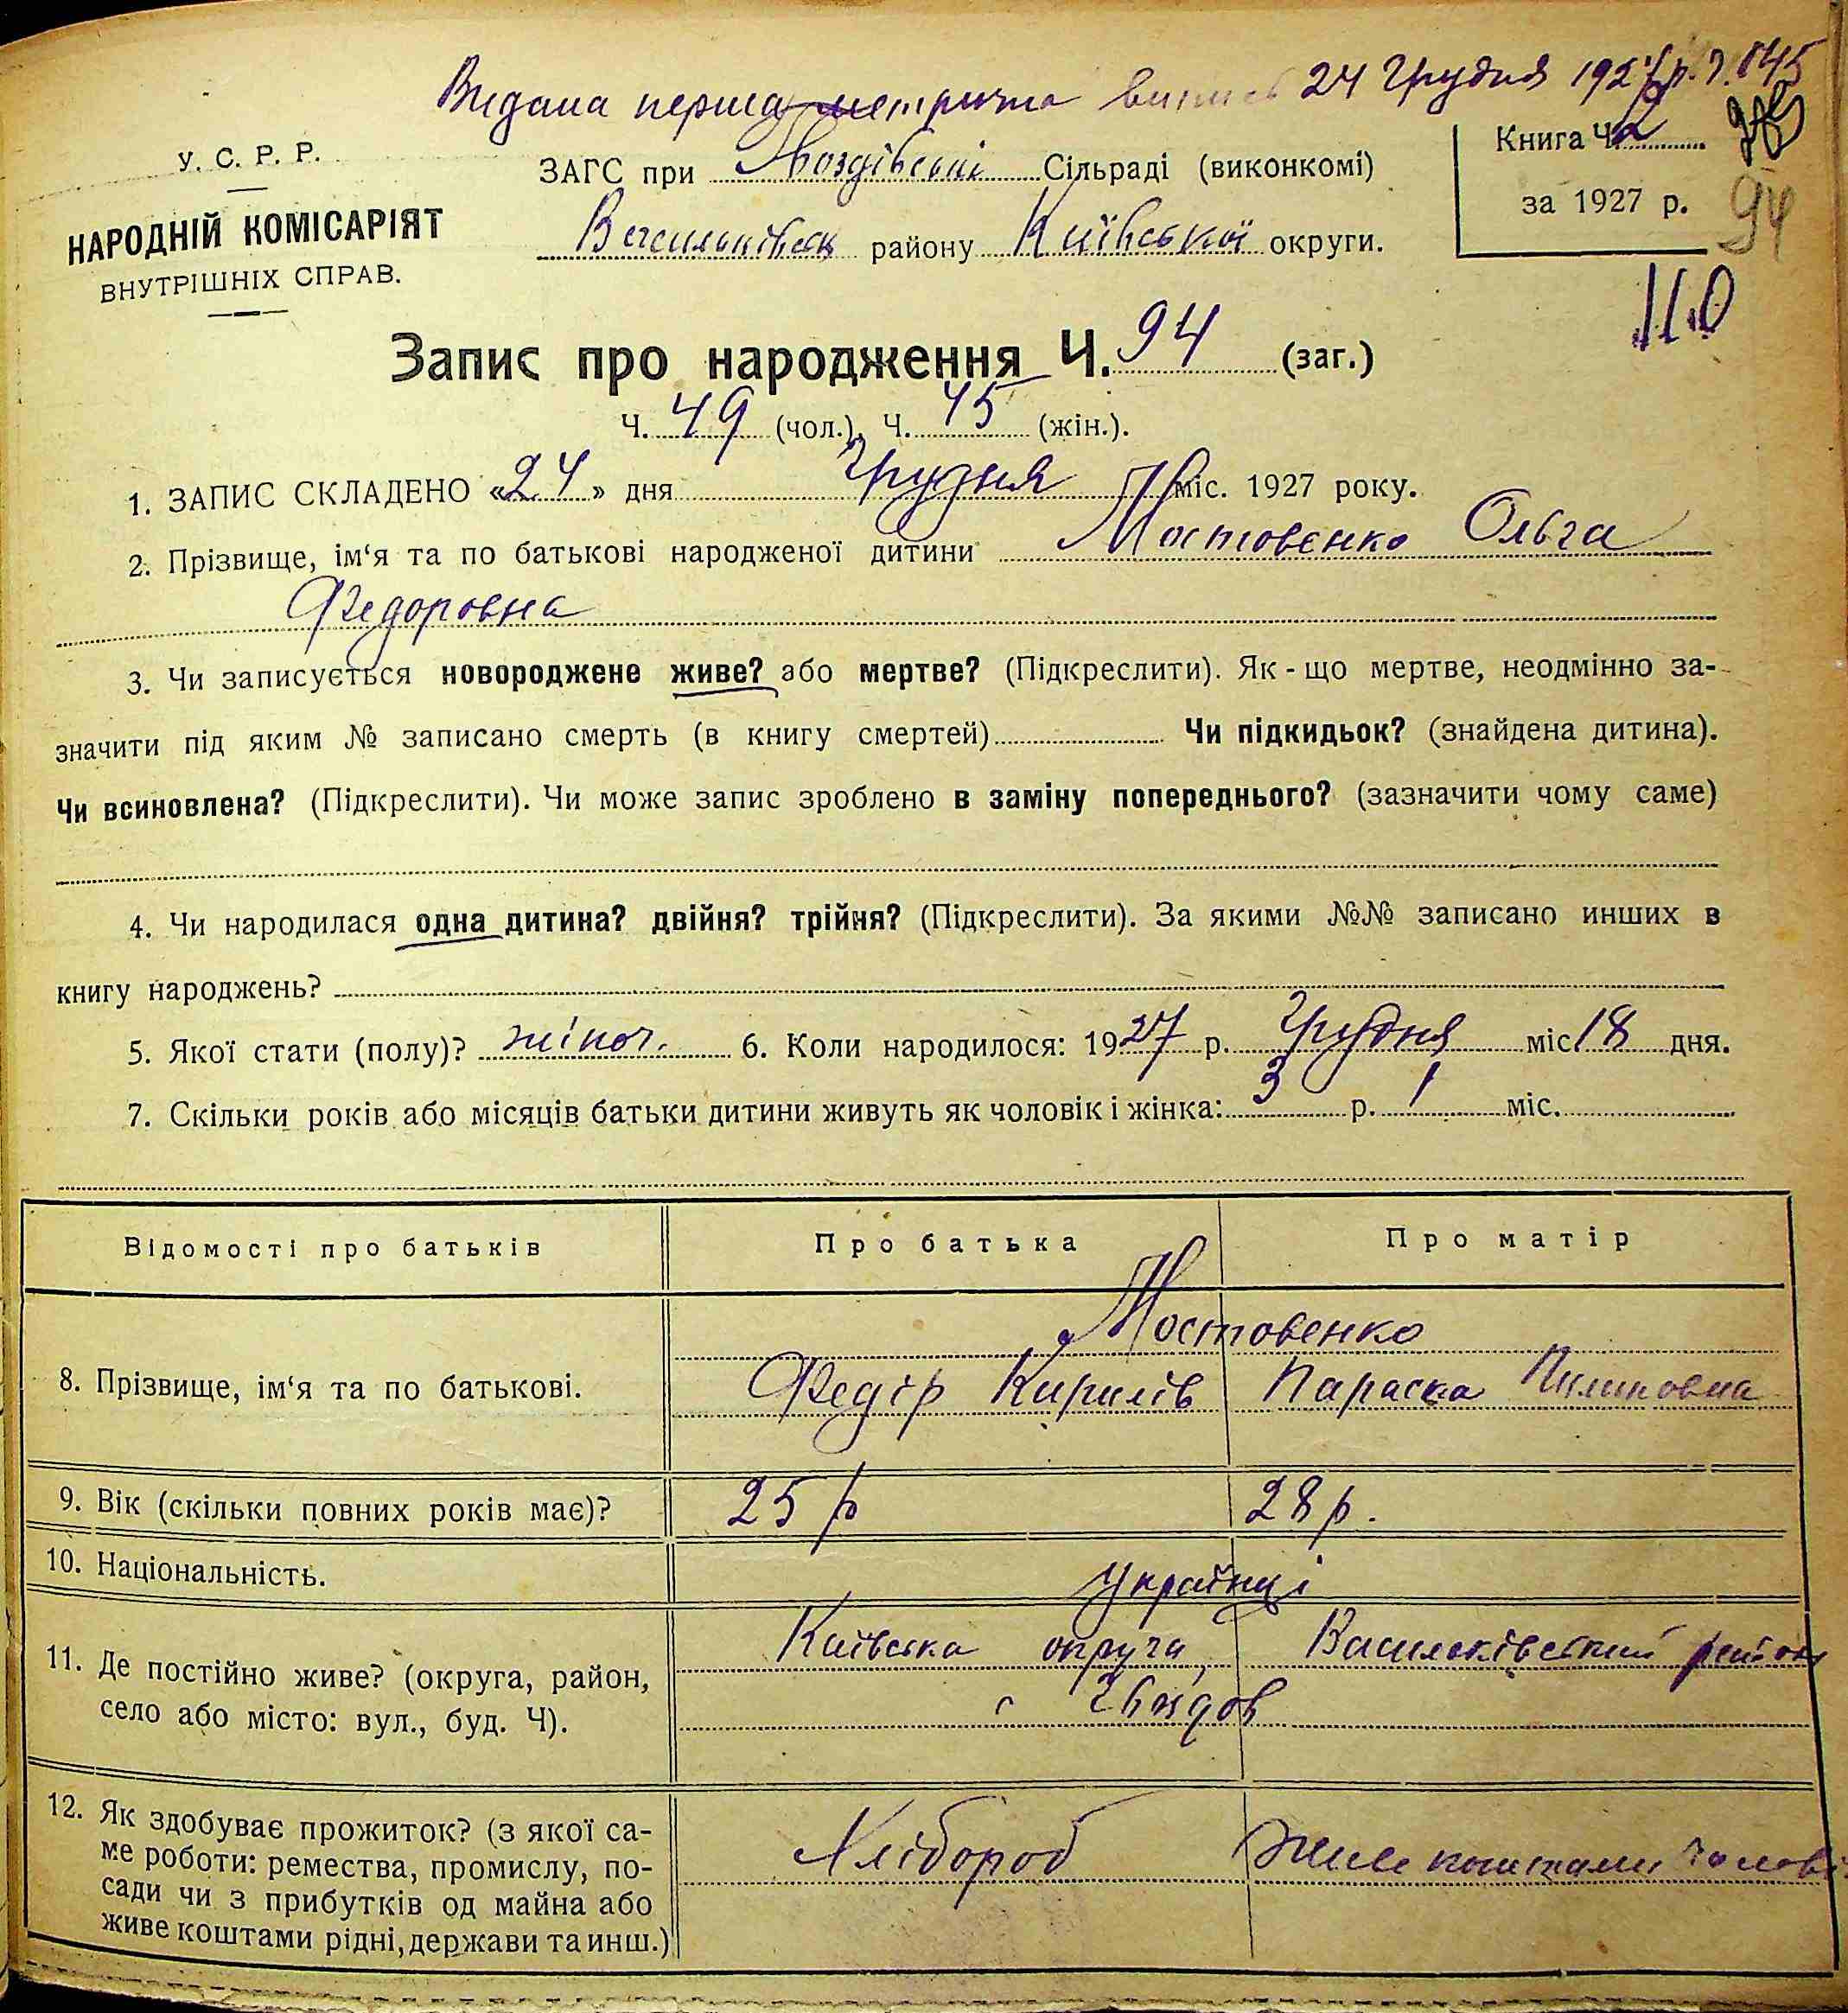 Видана перша метрична випись 24 Грудня 1927 р. Ч. 845
У. С. Р. Р.
НАРОДНІЙ КОМІСАРІЯТ
ВНУТРІШНІХ СПРАВ.
ЗАГС при Сільраді (виконкомі)
Васильківськ району Київської округи.
Книга Ч. 2
за 1927 р.
94
110
Запис про народження Ч. 94 (заг.)
Ч. 49 (чол.), Ч. 45 (жін.).
1. ЗАПИС СКЛАДЕНО «24» дня Грудня міс. 1927 року.
2. Прізвище, ім‘я та по батькові народженої дитини Мостовенко Ольга
Федоровна
3. Чи записується новороджене живе? або мертве? (Підкреслити). Як-що мертве, неодмінно за-
значити під яким № записано смерть (в книгу смертей) Чи підкидьок? (знайдена дитина).
Чи всиновлена? (Підкреслити). Чи може запис зроблено в заміну попереднього? (зазначити чому саме)
4. Чи народилася одна дитина? двійня? трійня? (Підкреслити). За якими №№ записано инших в
книгу народжень?
5. Якої стати (полу)? жіноч. 6. Коли народилося: 1927 р. Грудня міс 18 дня.
7. Скільки років або місяців батьки дитини живуть як чоловік і жінка: 3 р. 1 міс.
Відомості про батьків Про батька Про матір
Мостовенко
8. Прізвище, ім‘я та по батькові. Федір Кирилів Параска Пилиповна
9. Вік (скільки повних років має)? 25 р 28 р.
10. Національність. Українці
Київська округа, Васильківський район
11. Де постійно живе? (округа, район,
село або місто: вул., буд. Ч). с
12. Як здобуває прожиток? (з якої са-
ме роботи: ремества, промислу, по- Хлібороб Живе коштами чолові
сади чи з прибутків од майна або
живе коштами рідні, держави та инш.)